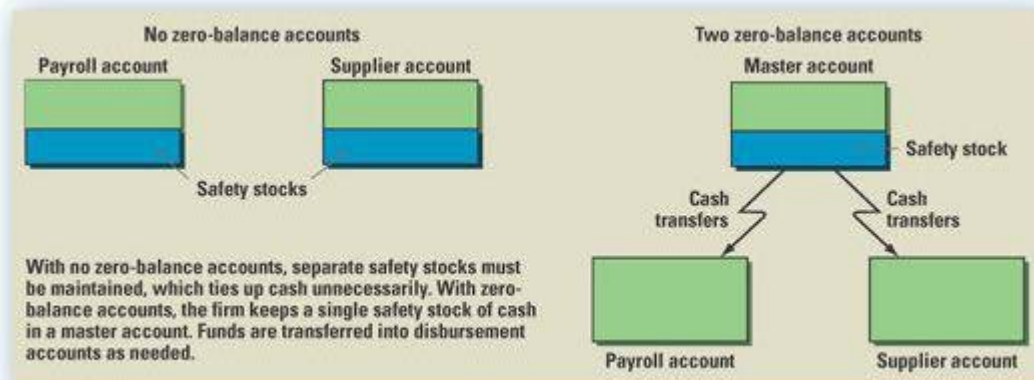 No zero-balance accounts
Payroll account
Supplier account
Safety stocks
With no zero-balance accounts, separate safety stocks must
be maintained, which ties up cash unnecessarily. With zero-
balance accounts, the firm keeps a single safety stock of cash
in a master account. Funds are transferred into disbursement
accounts as needed.
Two zero-balance accounts
Master account
Safety stock
Cash
transfers
Cash
transfers
Payroll account
Supplier account